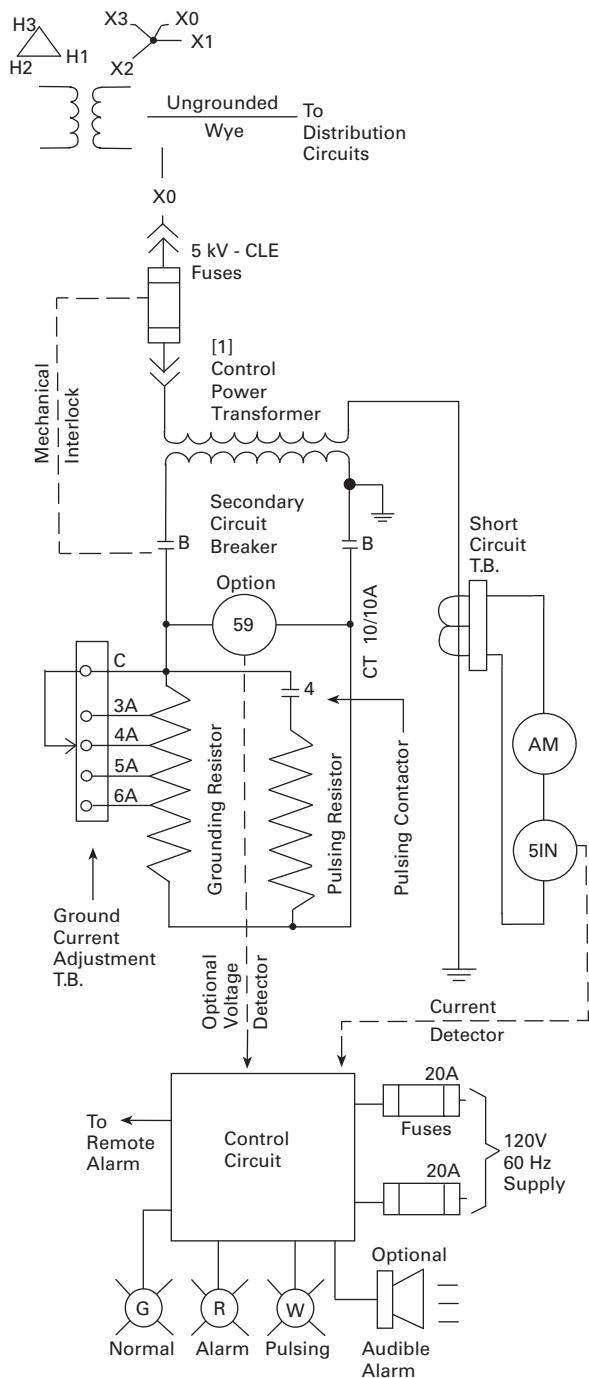 H3
H1
H2
X3
X0
X1
X2
Ungrounded
Wye
To
Distribution
Circuits
X0
5 kV - CLE
Fuses
Mechanical
Interlock
[1]
Control
Power
Transformer
Secondary
Circuit
Breaker
B
B
Short
Circuit
T.B.
Option
59
CT 10/10A
C
3A
4A
5A
6A
4
Grounding Resistor
Pulsing Resistor
Pulsing Contactor
AM
5IN
Ground
Current
Adjustment
T.B.
Optional
Voltage
Detector
Current
Detector
To
Remote
Alarm
Control
Circuit
20A
Fuses
20A
120V
60 Hz
Supply
Optional
G
R
W
Normal
Alarm
Pulsing
Audible
Alarm